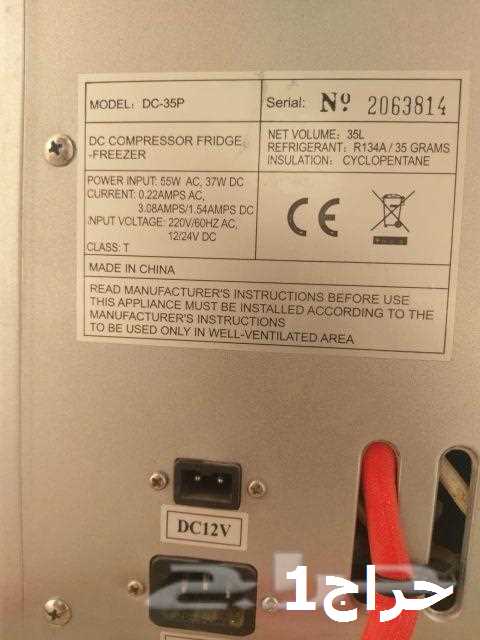 MODEL: DC-35P
Serial: Nº 2063814
DC COMPRESSOR FRIDGE
-FREEZER
NET VOLUME: 35L
REFRIGERANT: R134A / 35 GRAMS
INSULATION: CYCLOPENTANE
POWER INPUT: 55W AC, 37W DC
CURRENT: 0.22AMPS AC,
3.08AMPS/1.54AMPS DC
INPUT VOLTAGE: 220V/60HZ AC,
12/24V DC
CLASS: T
CE
MADE IN CHINA
READ MANUFACTURER'S INSTRUCTIONS BEFORE USE
THIS APPLIANCE MUST BE INSTALLED ACCORDING TO THE
MANUFACTURER'S INSTRUCTIONS
TO BE USED ONLY IN WELL-VENTILATED AREA
DC12V
حراج1